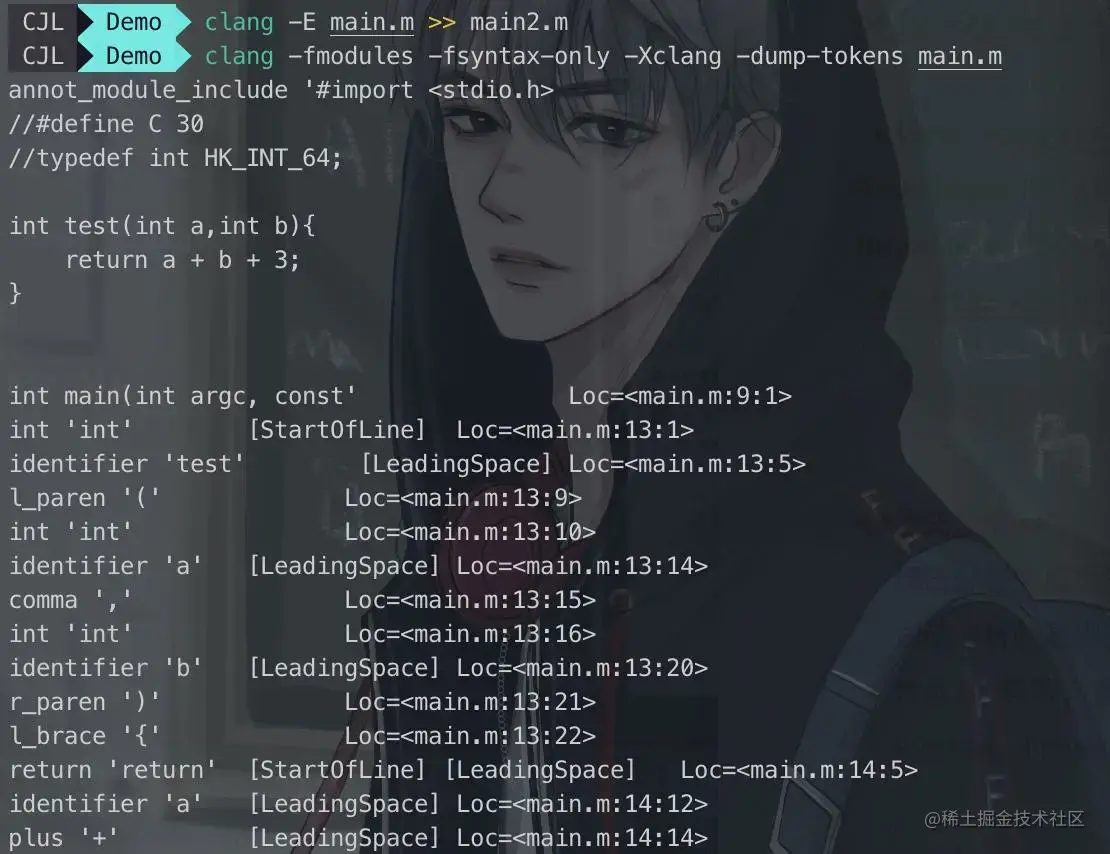 CJL Demo clang -E main.m >> main2.m
CJL Demo clang -fmodules -fsyntax-only -Xclang -dump-tokens main.m
annot_module_include '#import <stdio.h>
//#define C 30
//typedef int HK_INT_64;
int test(int a,int b){
    return a + b + 3;
}
int main(int argc, const'		Loc=<main.m:9:1>
int 'int'	 [StartOfLine]	Loc=<main.m:13:1>
identifier 'test'	 [LeadingSpace]	Loc=<main.m:13:5>
l_paren '('		Loc=<main.m:13:9>
int 'int'		Loc=<main.m:13:10>
identifier 'a'	 [LeadingSpace]	Loc=<main.m:13:14>
comma ','		Loc=<main.m:13:15>
int 'int'		Loc=<main.m:13:16>
identifier 'b'	 [LeadingSpace]	Loc=<main.m:13:20>
r_paren ')'		Loc=<main.m:13:21>
l_brace '{'		Loc=<main.m:13:22>
return 'return'	 [StartOfLine] [LeadingSpace]	Loc=<main.m:14:5>
identifier 'a'	 [LeadingSpace]	Loc=<main.m:14:12>
plus '+'	 [LeadingSpace]	Loc=<main.m:14:14>
@稀土掘金技术社区